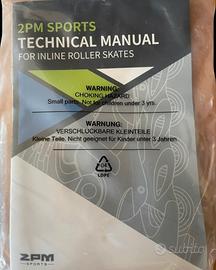 2PM SPORTS
TECHNICAL MANUAL
FOR INLINE ROLLER SKATES
WARNING:
CHOKING HAZARD
Small parts. Not for children under 3 yrs.
WARNUNG:
VERSCHLUCKBARE KLEINTEILE
Kleine Teile. Nicht geeignet für Kinder unter 3 Jahren.
04
LDPE
2PM
SPORTS
subito